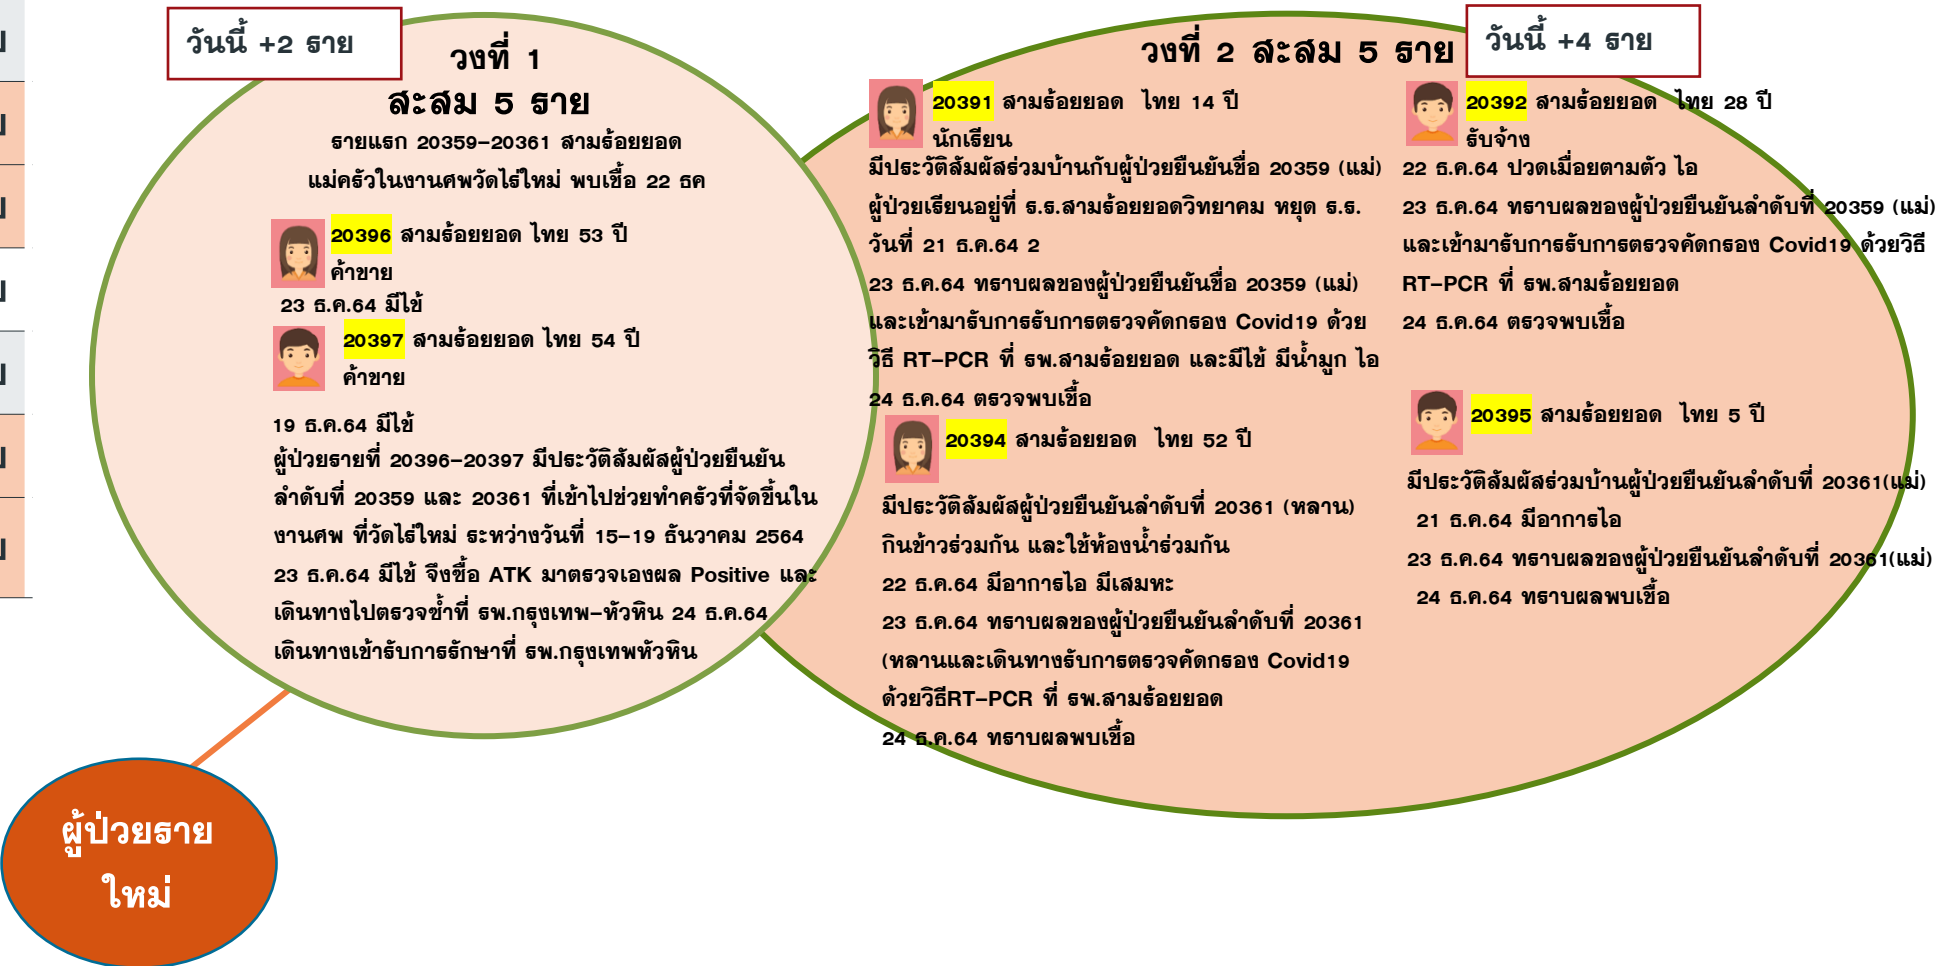 วันนี้ +2 ราย
วงที่ 1
สะสม 5 ราย
รายแรก 20359-20361 สามร้อยยอด
แม่ครัวในงานศพวัดไร่ใหม่ พบเชื้อ 22 ธค
20396 สามร้อยยอด ไทย 53 ปี
ค้าขาย
23 ธ.ค.64 มีไข้
20397 สามร้อยยอด ไทย 54 ปี
ค้าขาย
19 ธ.ค.64 มีไข้
ผู้ป่วยรายที่ 20396-20397 มีประวัติสัมผัสผู้ป่วยยืนยัน
ลำดับที่ 20359 และ 20361 ที่เข้าไปช่วยทำครัวที่จัดขึ้นใน
งานศพ ที่วัดไร่ใหม่ ระหว่างวันที่ 15-19 ธันวาคม 2564
23 ธ.ค.64 มีไข้ จึงซื้อ ATK มาตรวจเองผล Positive และ
เดินทางไปตรวจซ้ำที่ รพ.กรุงเทพ-หัวหิน 24 ธ.ค.64
เดินทางเข้ารับการรักษาที่ รพ.กรุงเทพหัวหิน
วงที่ 2 สะสม 5 ราย
วันนี้ +4 ราย
20391 สามร้อยยอด ไทย 14 ปี
นักเรียน
มีประวัติสัมผัสร่วมบ้านกับผู้ป่วยยืนยันชื่อ 20359 (แม่)
ผู้ป่วยเรียนอยู่ที่ ร.ร.สามร้อยยอดวิทยาคม หยุด ร.ร.
วันที่ 21 ธ.ค.64 2
23 ธ.ค.64 ทราบผลของผู้ป่วยยืนยันชื่อ 20359 (แม่)
และเข้ามารับการรับการตรวจคัดกรอง Covid19 ด้วย
วิธี RT-PCR ที่ รพ.สามร้อยยอด และมีไข้ มีน้ำมูก ไอ
24 ธ.ค.64 ตรวจพบเชื้อ
20394 สามร้อยยอด ไทย 52 ปี
มีประวัติสัมผัสผู้ป่วยยืนยันลำดับที่ 20361 (หลาน)
กินข้าวร่วมกัน และใช้ห้องน้ำร่วมกัน
22 ธ.ค.64 มีอาการไอ มีเสมหะ
23 ธ.ค.64 ทราบผลของผู้ป่วยยืนยันลำดับที่ 20361
(หลานและเดินทางรับการตรวจคัดกรอง Covid19
ด้วยวิธีRT-PCR ที่ รพ.สามร้อยยอด
24 ธ.ค.64 ทราบผลพบเชื้อ
20392 สามร้อยยอด ไทย 28 ปี
รับจ้าง
22 ธ.ค.64 ปวดเมื่อยตามตัว ไอ
23 ธ.ค.64 ทราบผลของผู้ป่วยยืนยันลำดับที่ 20359 (แม่)
และเข้ามารับการรับการตรวจคัดกรอง Covid19 ด้วยวิธี
RT-PCR ที่ รพ.สามร้อยยอด
24 ธ.ค.64 ตรวจพบเชื้อ
20395 สามร้อยยอด ไทย 5 ปี
มีประวัติสัมผัสร่วมบ้านผู้ป่วยยืนยันลำดับที่ 20361(แม่)
21 ธ.ค.64 มีอาการไอ
23 ธ.ค.64 ทราบผลของผู้ป่วยยืนยันลำดับที่ 20361(แม่)
24 ธ.ค.64 ทราบผลพบเชื้อ
ผู้ป่วยราย
ใหม่